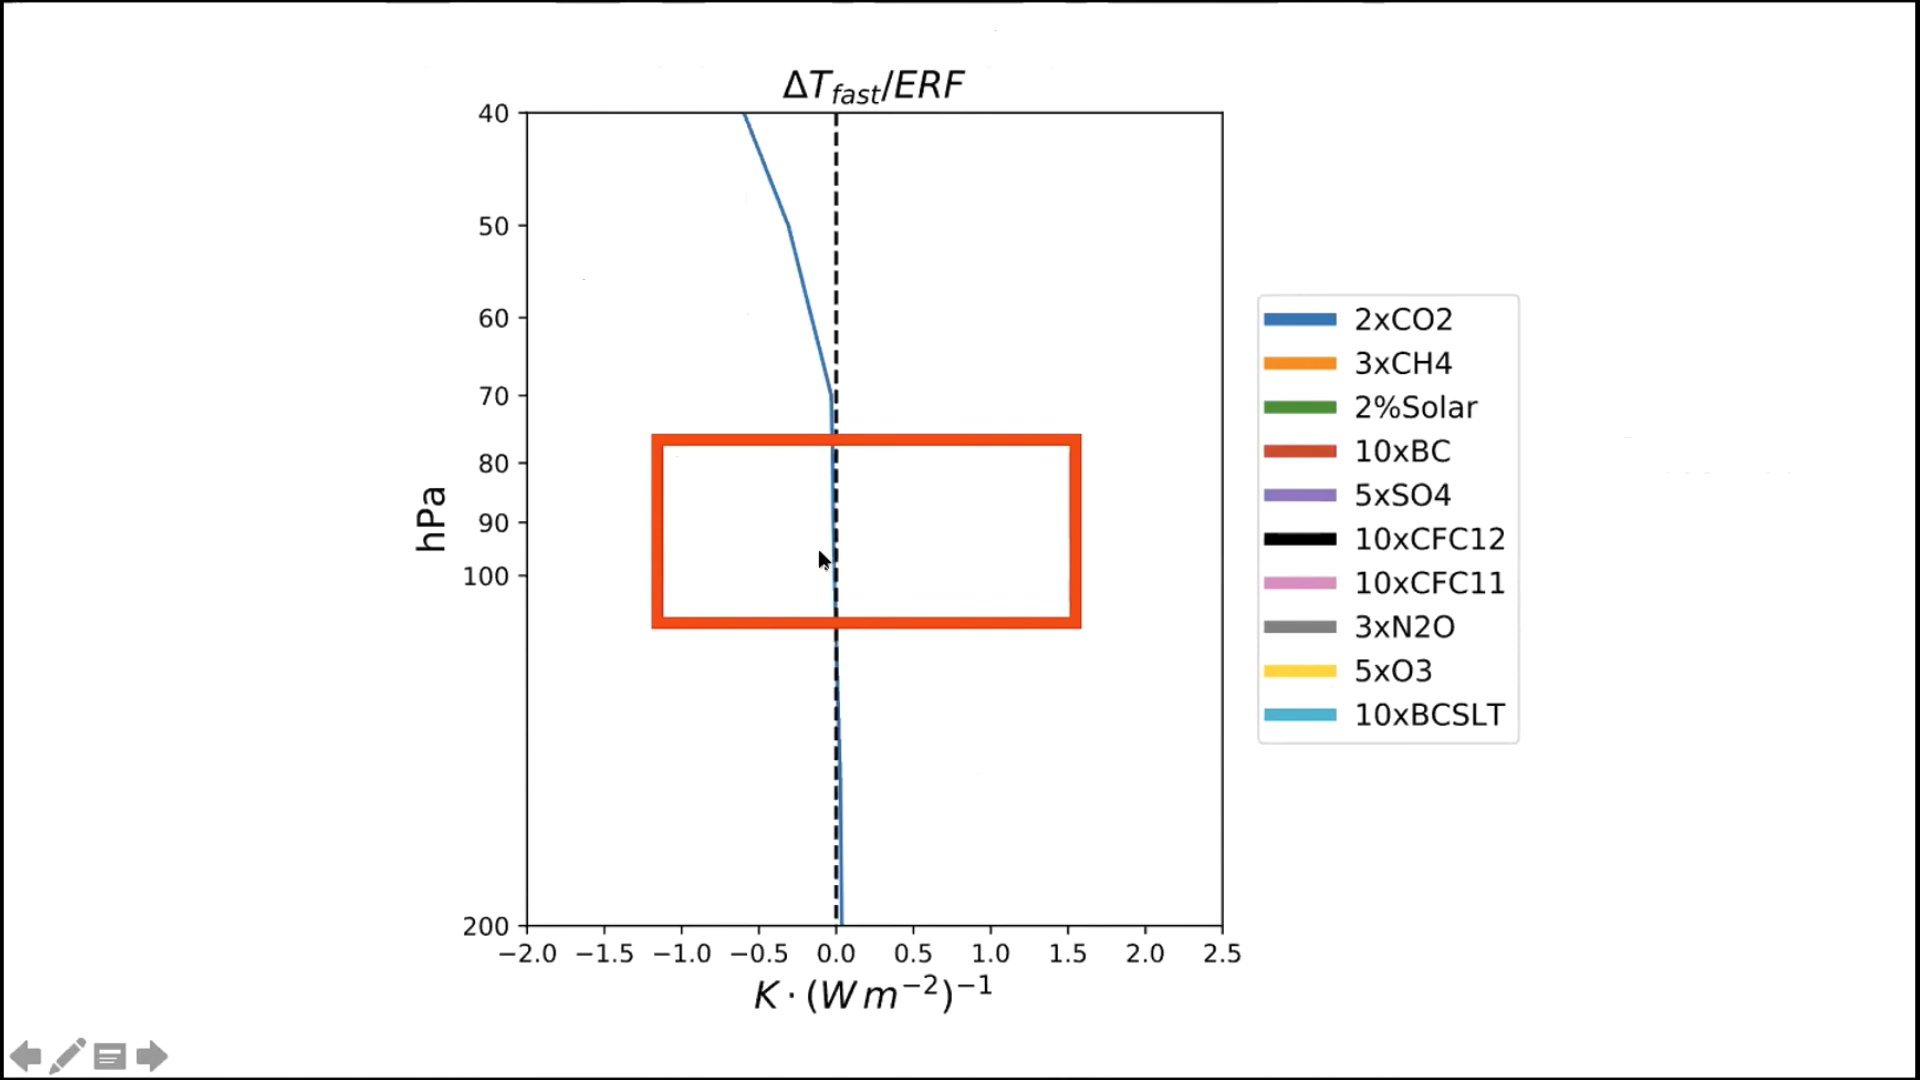 ΔT_fast/ERF
40
50
60
70
80
90
100
200
hPa
−2.0 −1.5 −1.0 −0.5 0.0 0.5 1.0 1.5 2.0 2.5
K · (W m⁻²)⁻¹
2xCO2
3xCH4
2%Solar
10xBC
5xSO4
10xCFC12
10xCFC11
3xN2O
5xO3
10xBCSLT